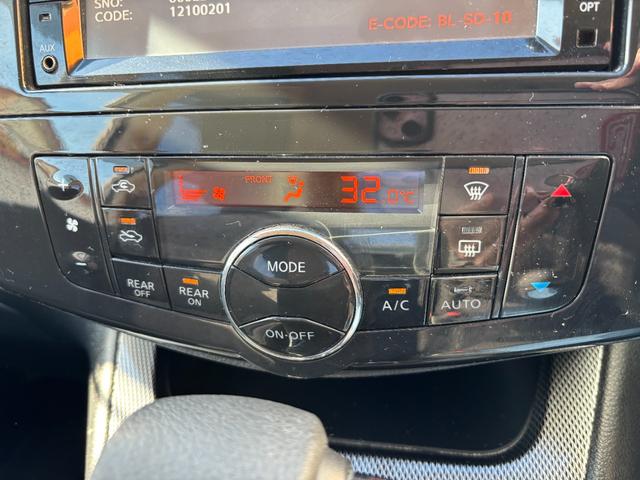 SNO:
CODE: 12100201
E-CODE: BL-SD-10
OPT
AUX
FRONT
32.0°C
MODE
REAR OFF
REAR ON
A/C
AUTO
ON·OFF